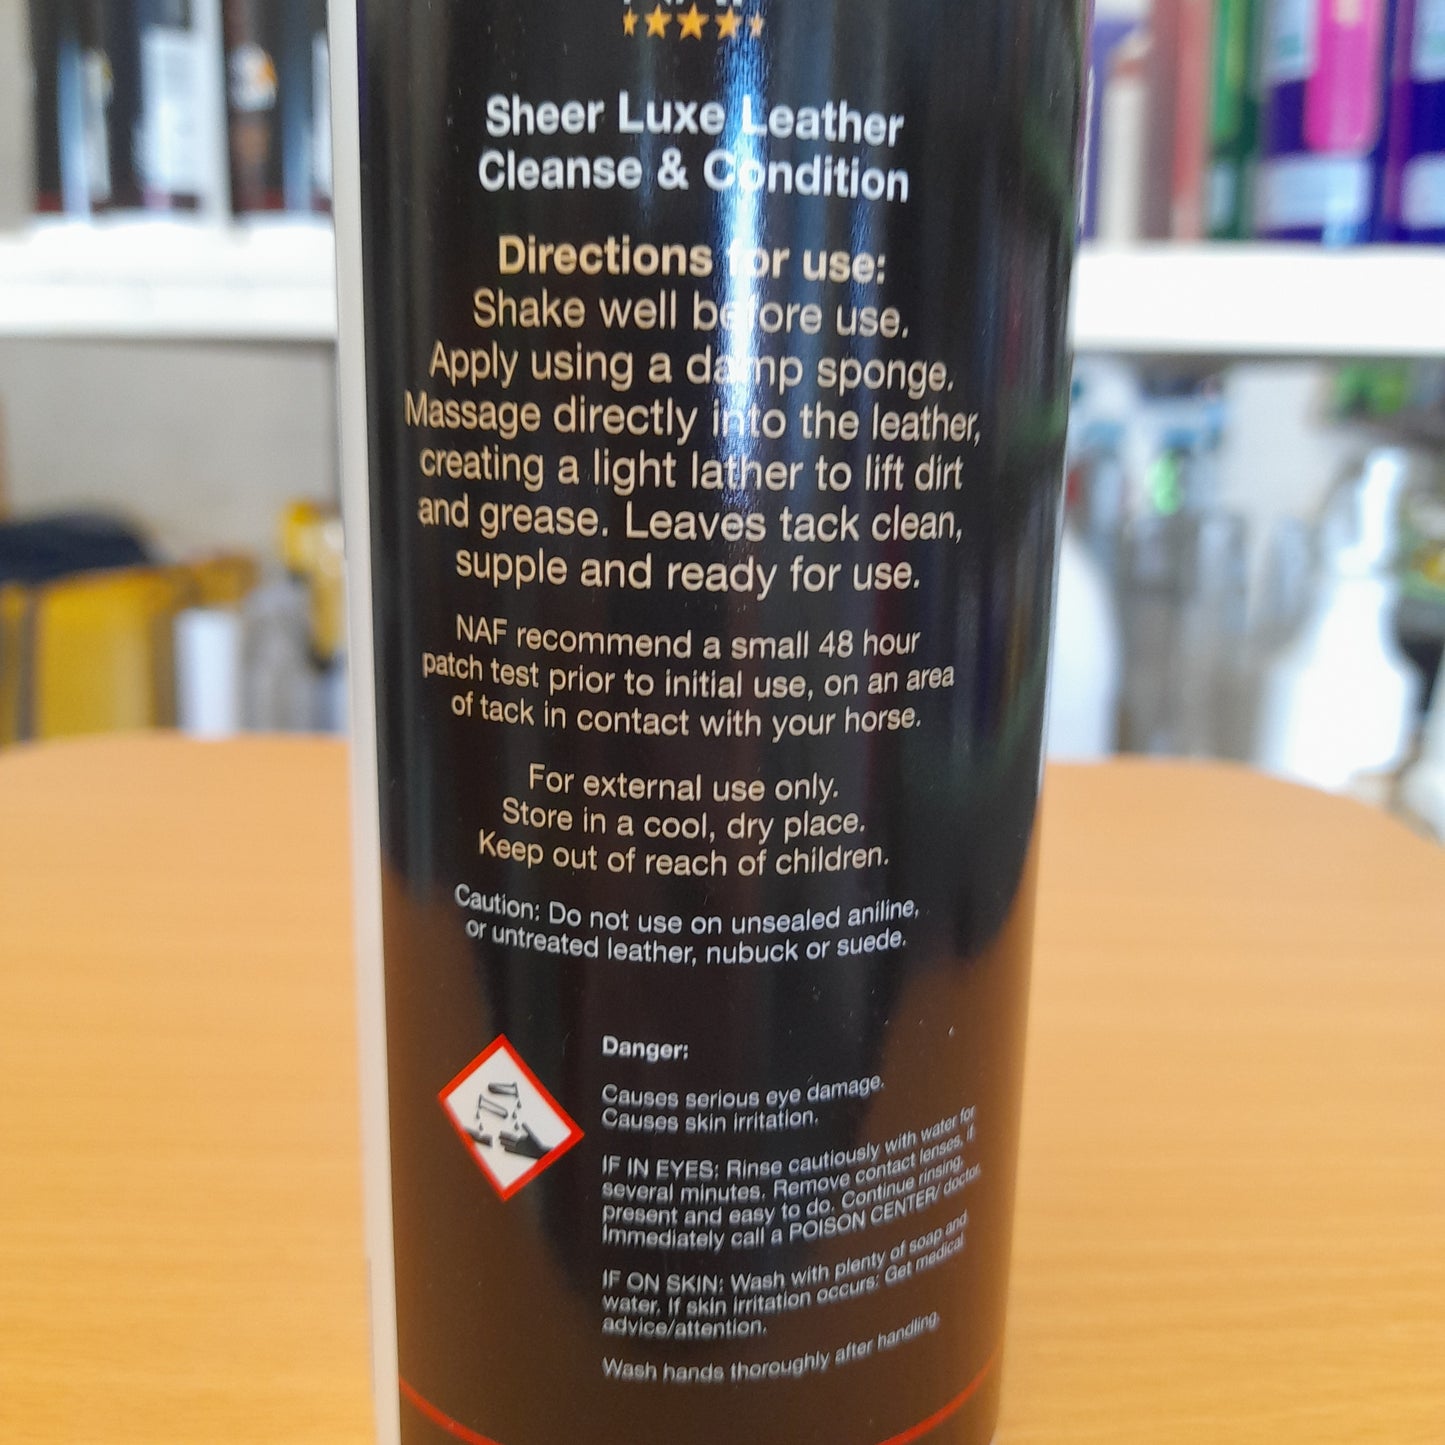 Sheer Luxe Leather
Cleanse & Condition
Directions for use:
Shake well before use.
Apply using a damp sponge.
Massage directly into the leather,
creating a light lather to lift dirt
and grease. Leaves tack clean,
supple and ready for use.
NAF recommend a small 48 hour
patch test prior to initial use, on an area
of tack in contact with your horse.
For external use only.
Store in a cool, dry place.
Keep out of reach of children.
Caution: Do not use on unsealed aniline,
or untreated leather, nubuck or suede.
Danger:
Causes serious eye damage.
Causes skin irritation.
IF IN EYES: Rinse cautiously with water for
several minutes. Remove contact lenses, if
present and easy to do. Continue rinsing.
Immediately call a POISON CENTER/ doctor.
IF ON SKIN: Wash with plenty of soap and
water. If skin irritation occurs: Get medical
advice/attention.
Wash hands thoroughly after handling.